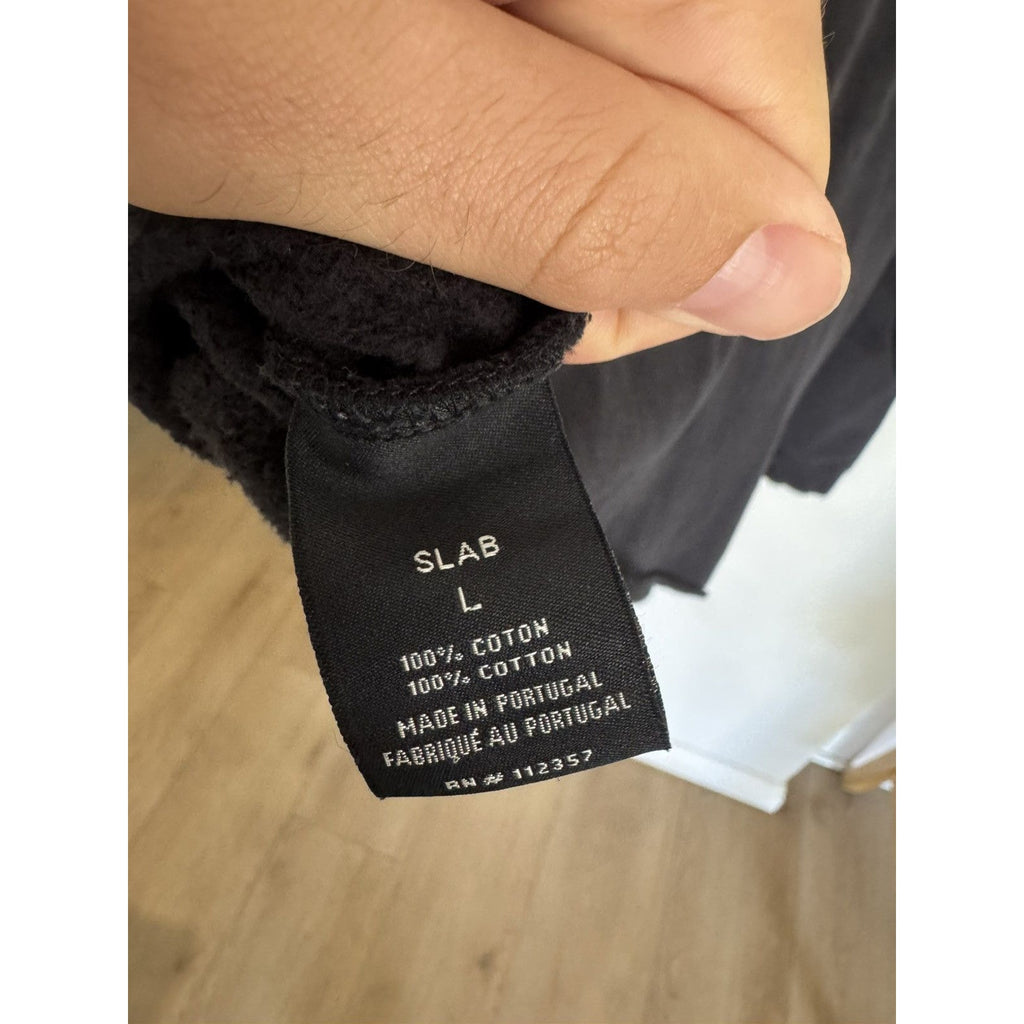 SLAB
L
100% COTON
100% COTTON
MADE IN PORTUGAL
FABRIQUÉ AU PORTUGAL
RN # 112357